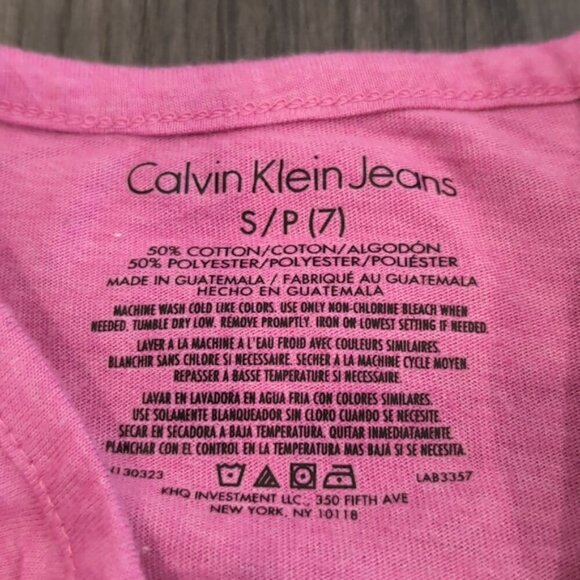 Calvin Klein Jeans
S/P (7)
50% COTTON/COTON/ALGODÓN
50% POLYESTER/POLYESTER/POLIÉSTER
MADE IN GUATEMALA / FABRIQUÉ AU GUATEMALA
HECHO EN GUATEMALA
MACHINE WASH COLD LIKE COLORS. USE ONLY NON-CHLORINE BLEACH WHEN
NEEDED. TUMBLE DRY LOW. REMOVE PROMPTLY. IRON ON LOWEST SETTING IF NEEDED.
LAVER A LA MACHINE A L'EAU FROID AVEC COULEURS SIMILAIRES.
BLANCHIR SANS CHLORE SI NECESSAIRE. SECHER A LA MACHINE CYCLE MOYEN.
REPASSER A BASSE TEMPERATURE SI NECESSAIRE.
LAVAR EN LAVADORA EN AGUA FRIA CON COLORES SIMILARES.
USE SOLAMENTE BLANQUEADOR SIN CLORO CUANDO SE NECESITE.
SECAR EN SECADORA A BAJA TEMPERATURA. QUITAR INMEDIATAMENTE.
PLANCHAR CON EL CONTROL EN LA TEMPERATURA MAS BAJA SI SE NECESITA.
LAB3357
KHQ INVESTMENT LLC., 350 FIFTH AVE
NEW YORK, NY 10118